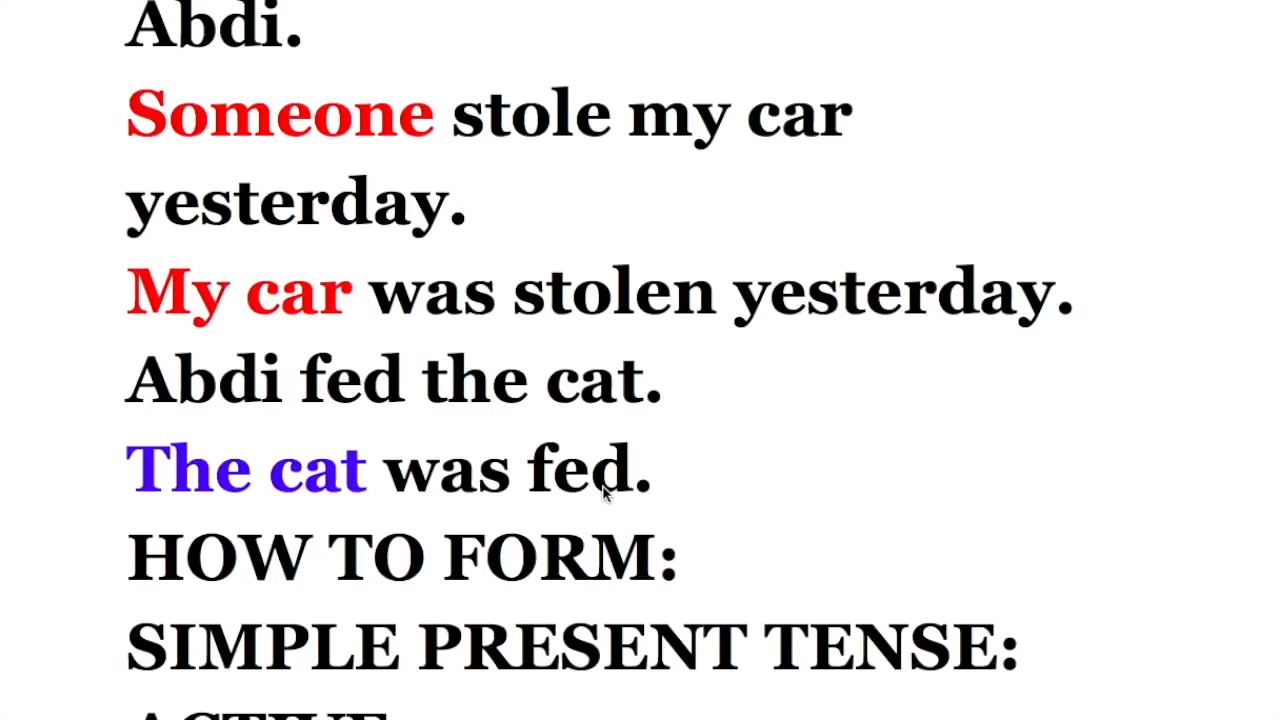 Abdi.
Someone stole my car
yesterday.
My car was stolen yesterday.
Abdi fed the cat.
The cat was fed.
HOW TO FORM:
SIMPLE PRESENT TENSE:
ACTIVE